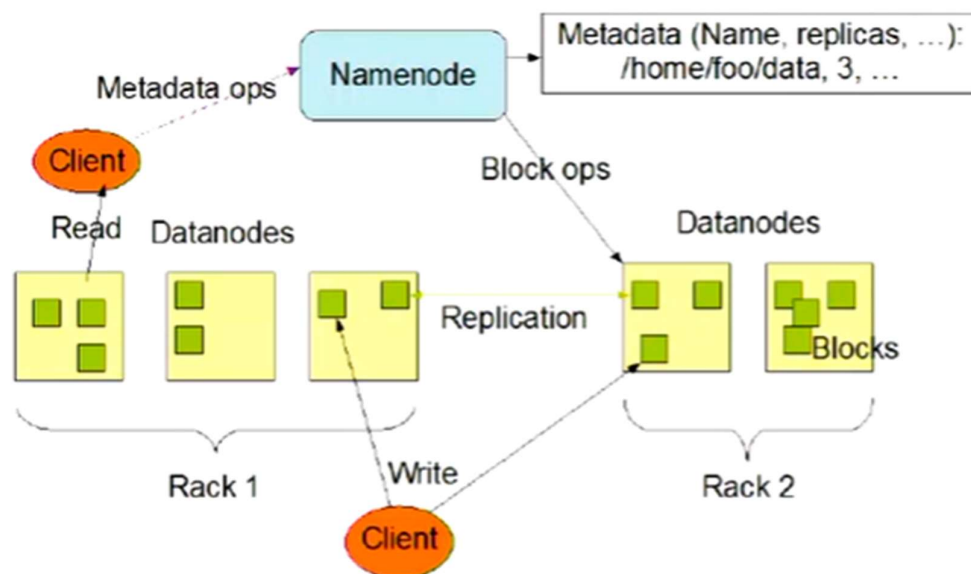 Metadata (Name, replicas, …):
/home/foo/data, 3, …
Namenode
Metadata ops
Client
Block ops
Read
Datanodes
Datanodes
Replication
Blocks
Rack 1
Write
Rack 2
Client